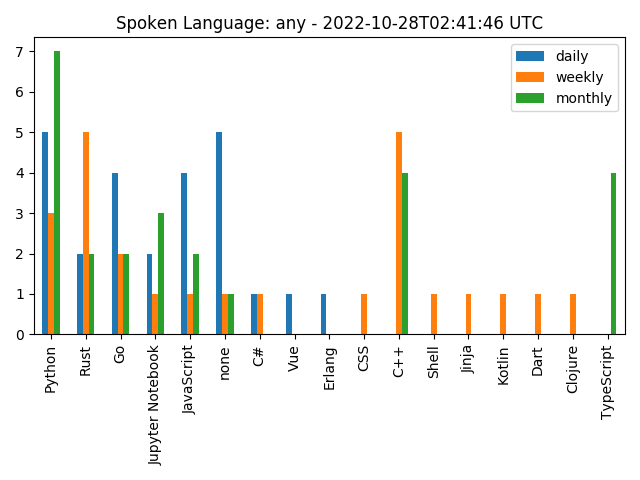 Spoken Language: any - 2022-10-28T02:41:46 UTC
daily
weekly
monthly
7
6
5
4
3
2
1
0
Python
Rust
Go
Jupyter Notebook
JavaScript
none
C#
Vue
Erlang
CSS
C++
Shell
Jinja
Kotlin
Dart
Clojure
TypeScript